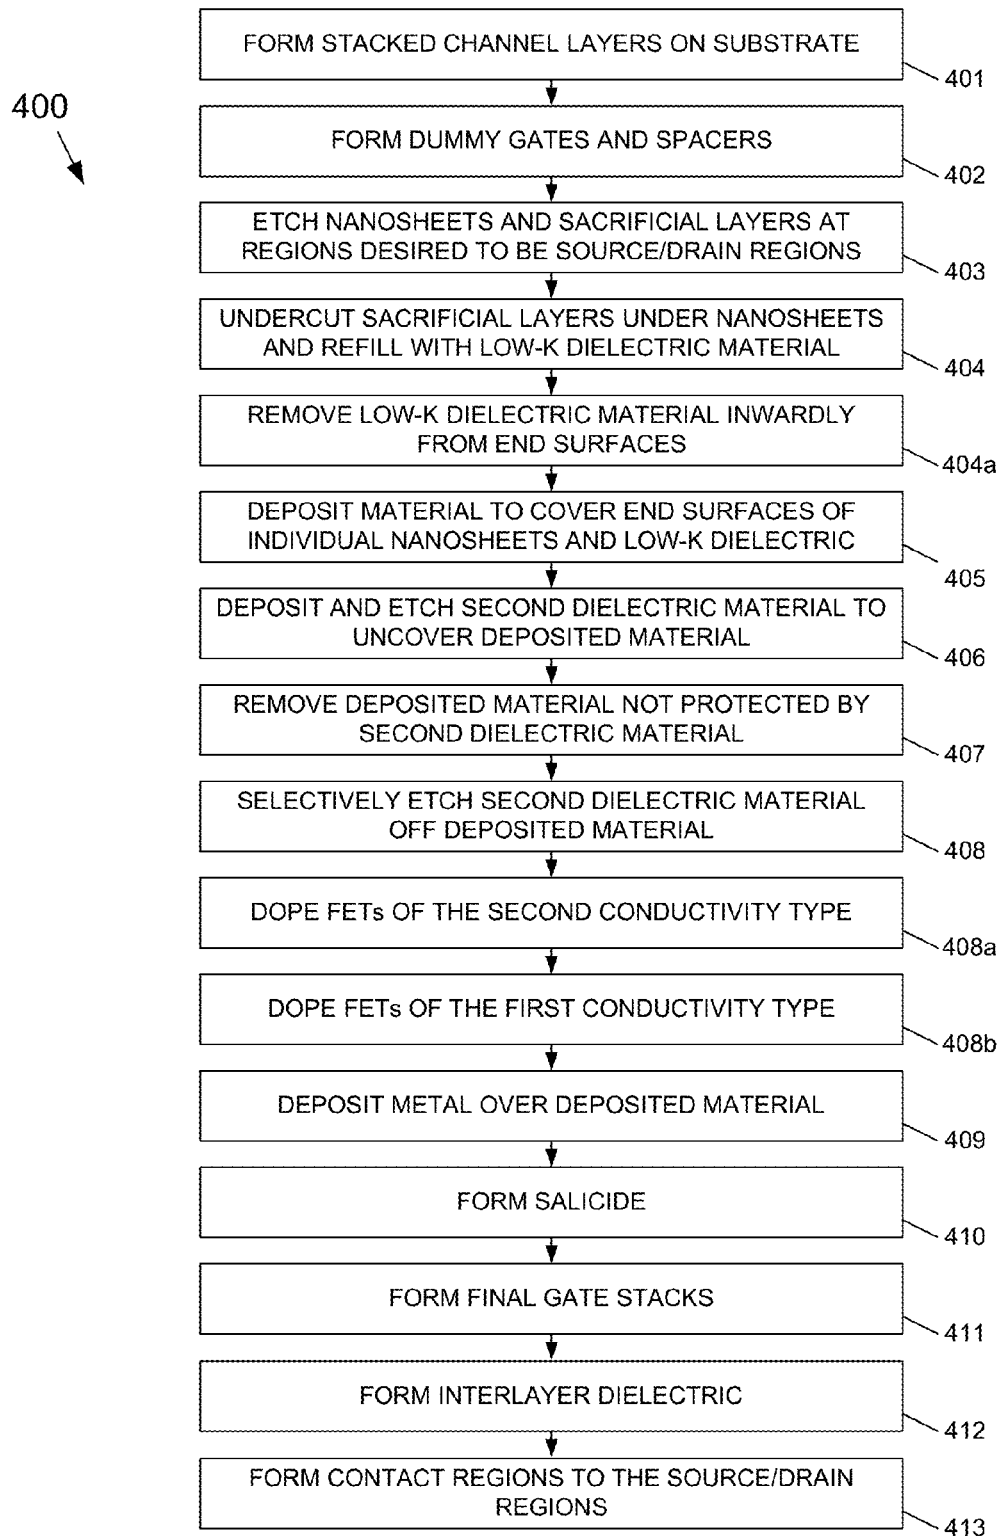 FORM STACKED CHANNEL LAYERS ON SUBSTRATE
401
400
FORM DUMMY GATES AND SPACERS
402
ETCH NANOSHEETS AND SACRIFICIAL LAYERS AT
REGIONS DESIRED TO BE SOURCE/DRAIN REGIONS
403
UNDERCUT SACRIFICIAL LAYERS UNDER NANOSHEETS
AND REFILL WITH LOW-K DIELECTRIC MATERIAL
404
REMOVE LOW-K DIELECTRIC MATERIAL INWARDLY
FROM END SURFACES
404a
DEPOSIT MATERIAL TO COVER END SURFACES OF
INDIVIDUAL NANOSHEETS AND LOW-K DIELECTRIC
405
DEPOSIT AND ETCH SECOND DIELECTRIC MATERIAL TO
UNCOVER DEPOSITED MATERIAL
406
REMOVE DEPOSITED MATERIAL NOT PROTECTED BY
SECOND DIELECTRIC MATERIAL
407
SELECTIVELY ETCH SECOND DIELECTRIC MATERIAL
OFF DEPOSITED MATERIAL
408
DOPE FETs OF THE SECOND CONDUCTIVITY TYPE
408a
DOPE FETs OF THE FIRST CONDUCTIVITY TYPE
408b
DEPOSIT METAL OVER DEPOSITED MATERIAL
409
FORM SALICIDE
410
FORM FINAL GATE STACKS
411
FORM INTERLAYER DIELECTRIC
412
FORM CONTACT REGIONS TO THE SOURCE/DRAIN
REGIONS
413